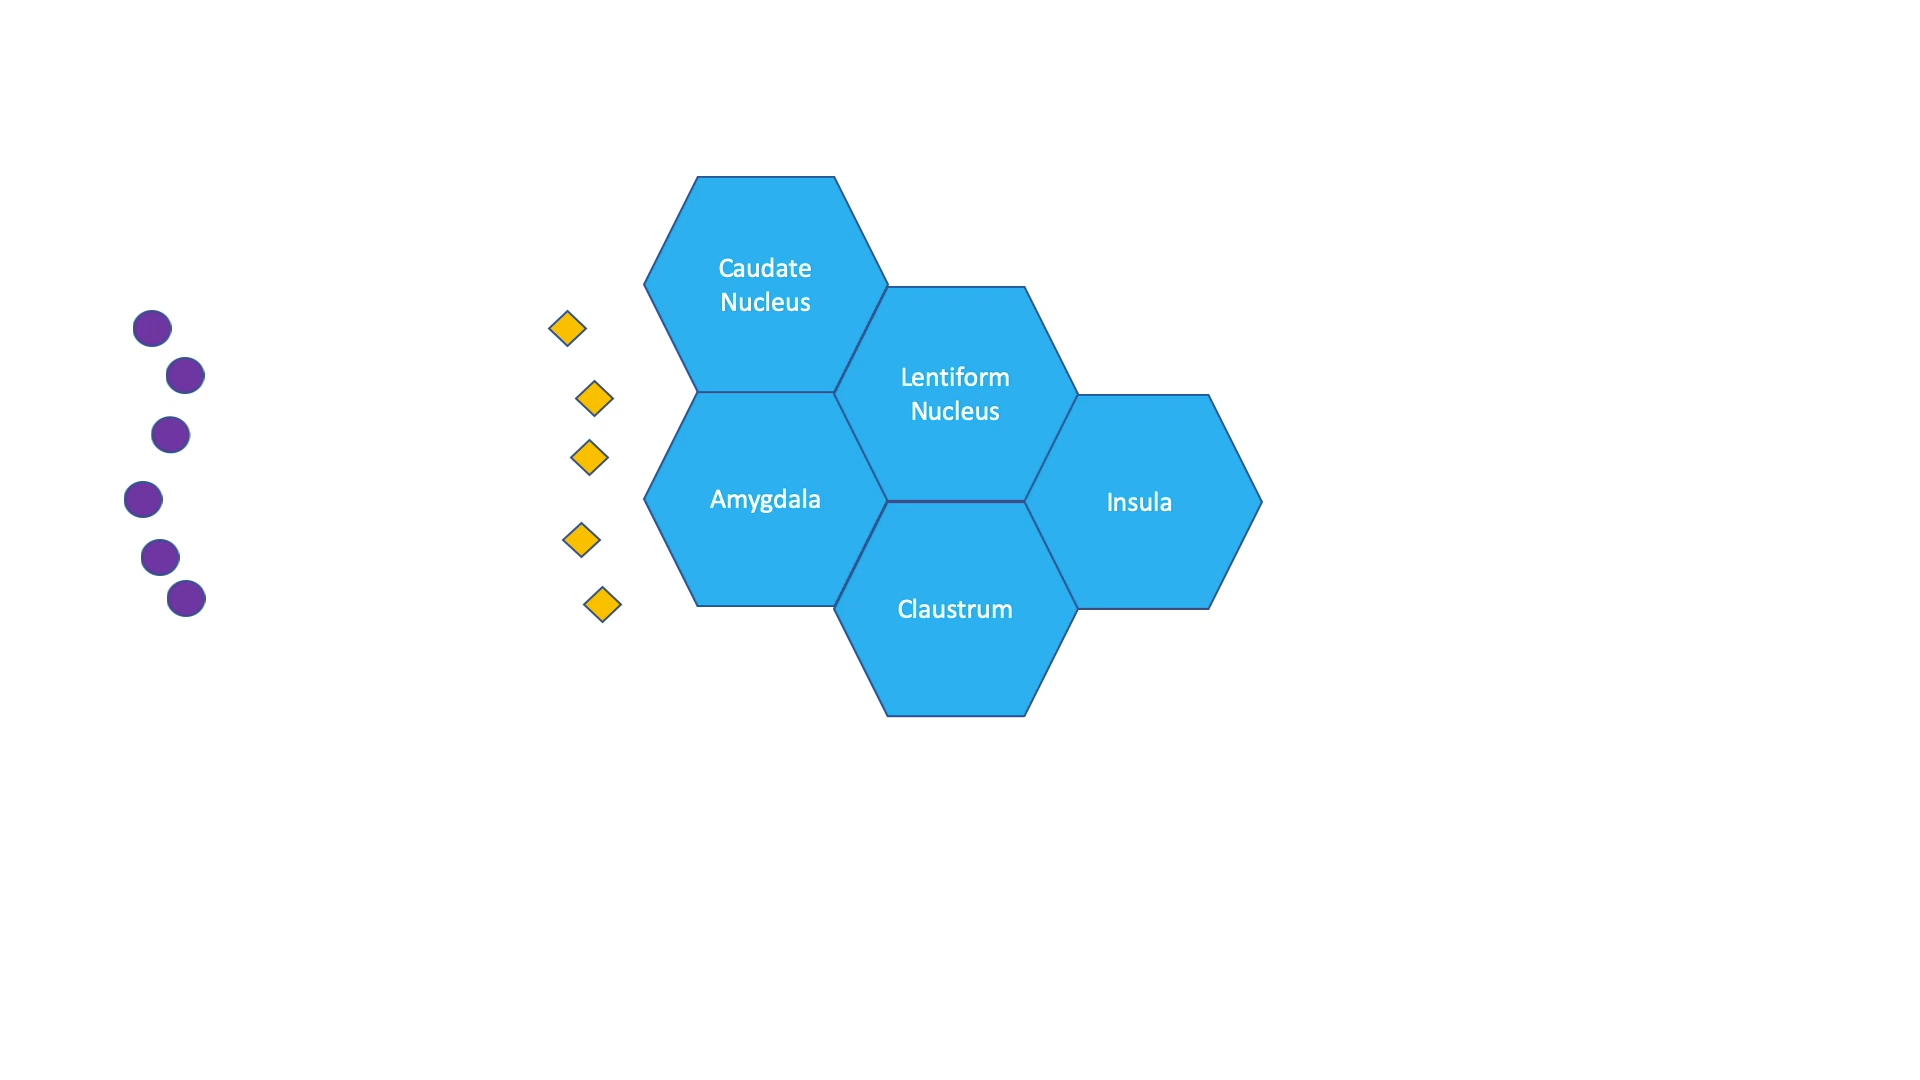 Caudate
Nucleus
Lentiform
Nucleus
Amygdala
Insula
Claustrum